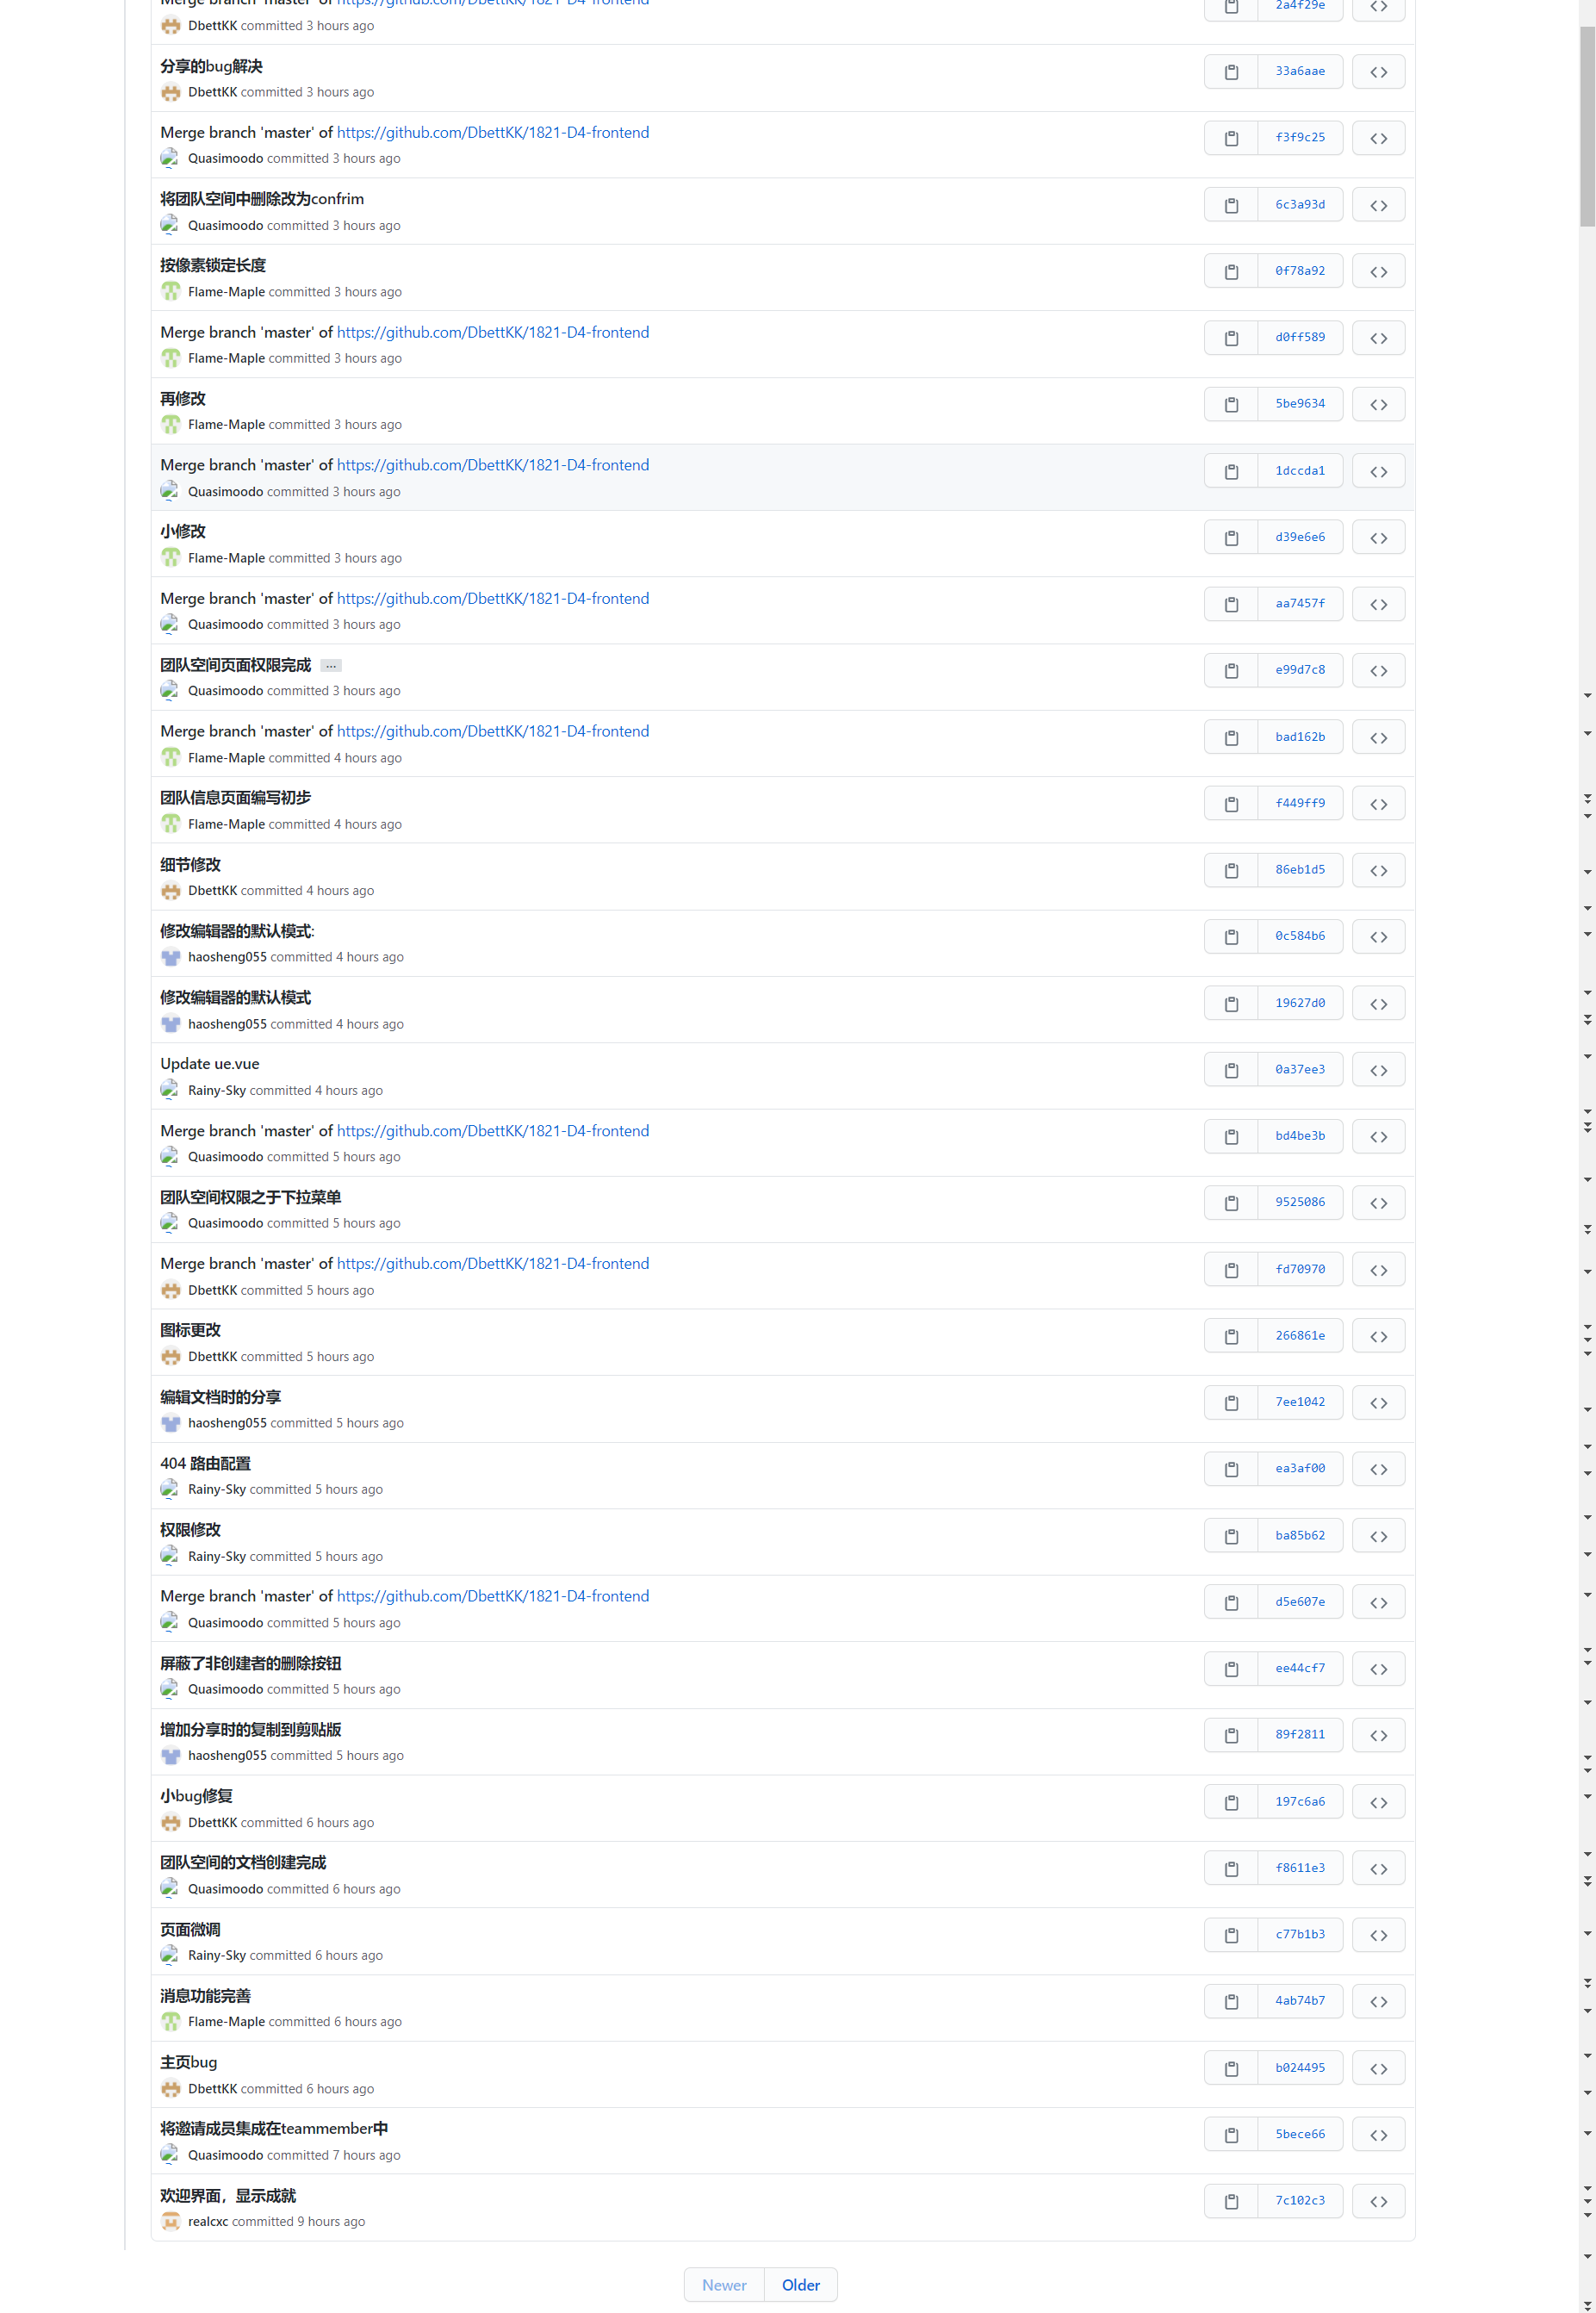 Merge branch 'master' of https://github.com/DbettKK/1821-D4-frontend
2a4f29e
DbettKK committed 3 hours ago
分享的bug解决
33a6aae
DbettKK committed 3 hours ago
Merge branch 'master' of https://github.com/DbettKK/1821-D4-frontend
f3f9c25
Quasimoodo committed 3 hours ago
将团队空间中删除改为confrim
6c3a93d
Quasimoodo committed 3 hours ago
按像素锁定长度
0f78a92
Flame-Maple committed 3 hours ago
Merge branch 'master' of https://github.com/DbettKK/1821-D4-frontend
d0ff589
Flame-Maple committed 3 hours ago
再修改
5be9634
Flame-Maple committed 3 hours ago
Merge branch 'master' of https://github.com/DbettKK/1821-D4-frontend
1dccda1
Quasimoodo committed 3 hours ago
小修改
d39e6e6
Flame-Maple committed 3 hours ago
Merge branch 'master' of https://github.com/DbettKK/1821-D4-frontend
aa7457f
Quasimoodo committed 3 hours ago
团队空间页面权限完成 …
e99d7c8
Quasimoodo committed 3 hours ago
Merge branch 'master' of https://github.com/DbettKK/1821-D4-frontend
bad162b
Flame-Maple committed 4 hours ago
团队信息页面编写初步
f449ff9
Flame-Maple committed 4 hours ago
细节修改
86eb1d5
DbettKK committed 4 hours ago
修改编辑器的默认模式:
0c584b6
haosheng055 committed 4 hours ago
修改编辑器的默认模式
19627d0
haosheng055 committed 4 hours ago
Update ue.vue
0a37ee3
Rainy-Sky committed 4 hours ago
Merge branch 'master' of https://github.com/DbettKK/1821-D4-frontend
bd4be3b
Quasimoodo committed 5 hours ago
团队空间权限之于下拉菜单
9525086
Quasimoodo committed 5 hours ago
Merge branch 'master' of https://github.com/DbettKK/1821-D4-frontend
fd70970
DbettKK committed 5 hours ago
图标更改
266861e
DbettKK committed 5 hours ago
编辑文档时的分享
7ee1042
haosheng055 committed 5 hours ago
404 路由配置
ea3af00
Rainy-Sky committed 5 hours ago
权限修改
ba85b62
Rainy-Sky committed 5 hours ago
Merge branch 'master' of https://github.com/DbettKK/1821-D4-frontend
d5e607e
Quasimoodo committed 5 hours ago
屏蔽了非创建者的删除按钮
ee44cf7
Quasimoodo committed 5 hours ago
增加分享时的复制到剪贴版
89f2811
haosheng055 committed 5 hours ago
小bug修复
197c6a6
DbettKK committed 6 hours ago
团队空间的文档创建完成
f8611e3
Quasimoodo committed 6 hours ago
页面微调
c77b1b3
Rainy-Sky committed 6 hours ago
消息功能完善
4ab74b7
Flame-Maple committed 6 hours ago
主页bug
b024495
DbettKK committed 6 hours ago
将邀请成员集成在teammember中
5bece66
Quasimoodo committed 7 hours ago
欢迎界面，显示成就
7c102c3
realcxc committed 9 hours ago
Newer Older